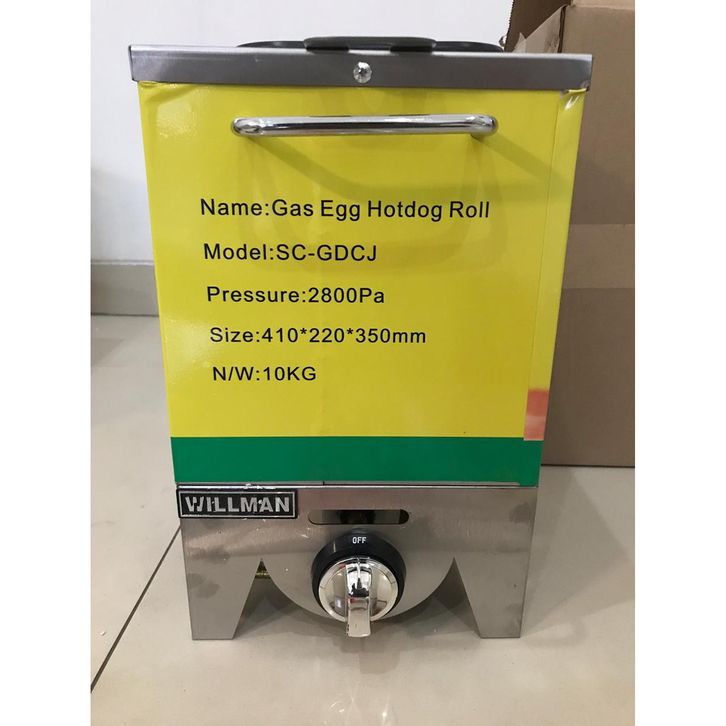 Name:Gas Egg Hotdog Roll
Model:SC-GDCJ
Pressure:2800Pa
Size:410*220*350mm
N/W:10KG
WILLMAN
OFF